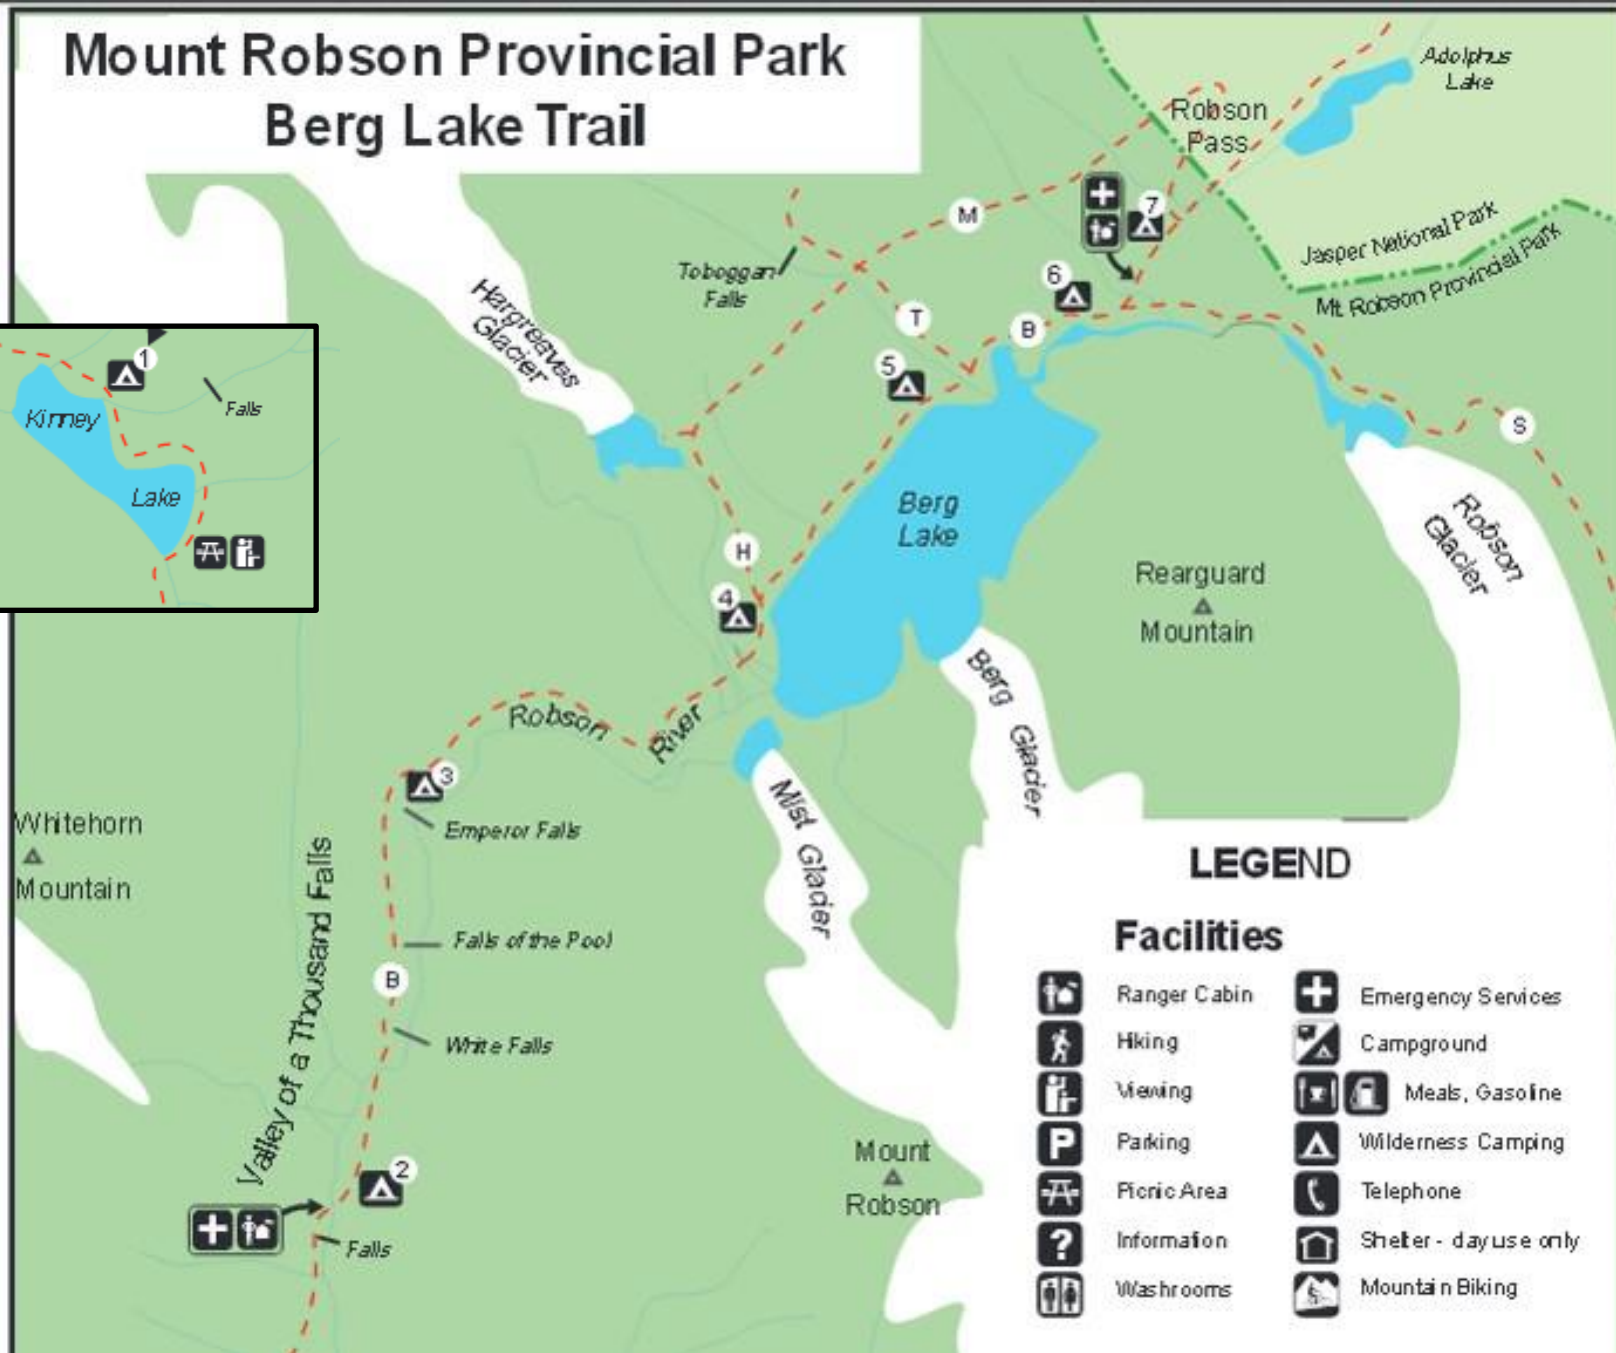 Mount Robson Provincial Park
Berg Lake Trail
Adolphus
Lake
Robson
Pass
Jasper National Park
Mt Robson Provincial Park
M
7
6
Toboggan
Falls
T
B
5
Hargreaves
Glacier
S
1
Falls
Kinney
Lake
Berg
Lake
Robson
Glacier
H
4
Rearguard
Mountain
Berg Glacier
Robson River
Mist Glacier
3
Emperor Falls
Whitehorn
Mountain
Falls of the Pool
B
White Falls
Valley of a Thousand Falls
2
Falls
Mount
Robson
LEGEND
Facilities
Ranger Cabin
Hiking
Viewing
P Parking
Picnic Area
? Information
Washrooms
Emergency Services
Campground
Meals, Gasoline
Wilderness Camping
Telephone
Shelter - day use only
Mountain Biking